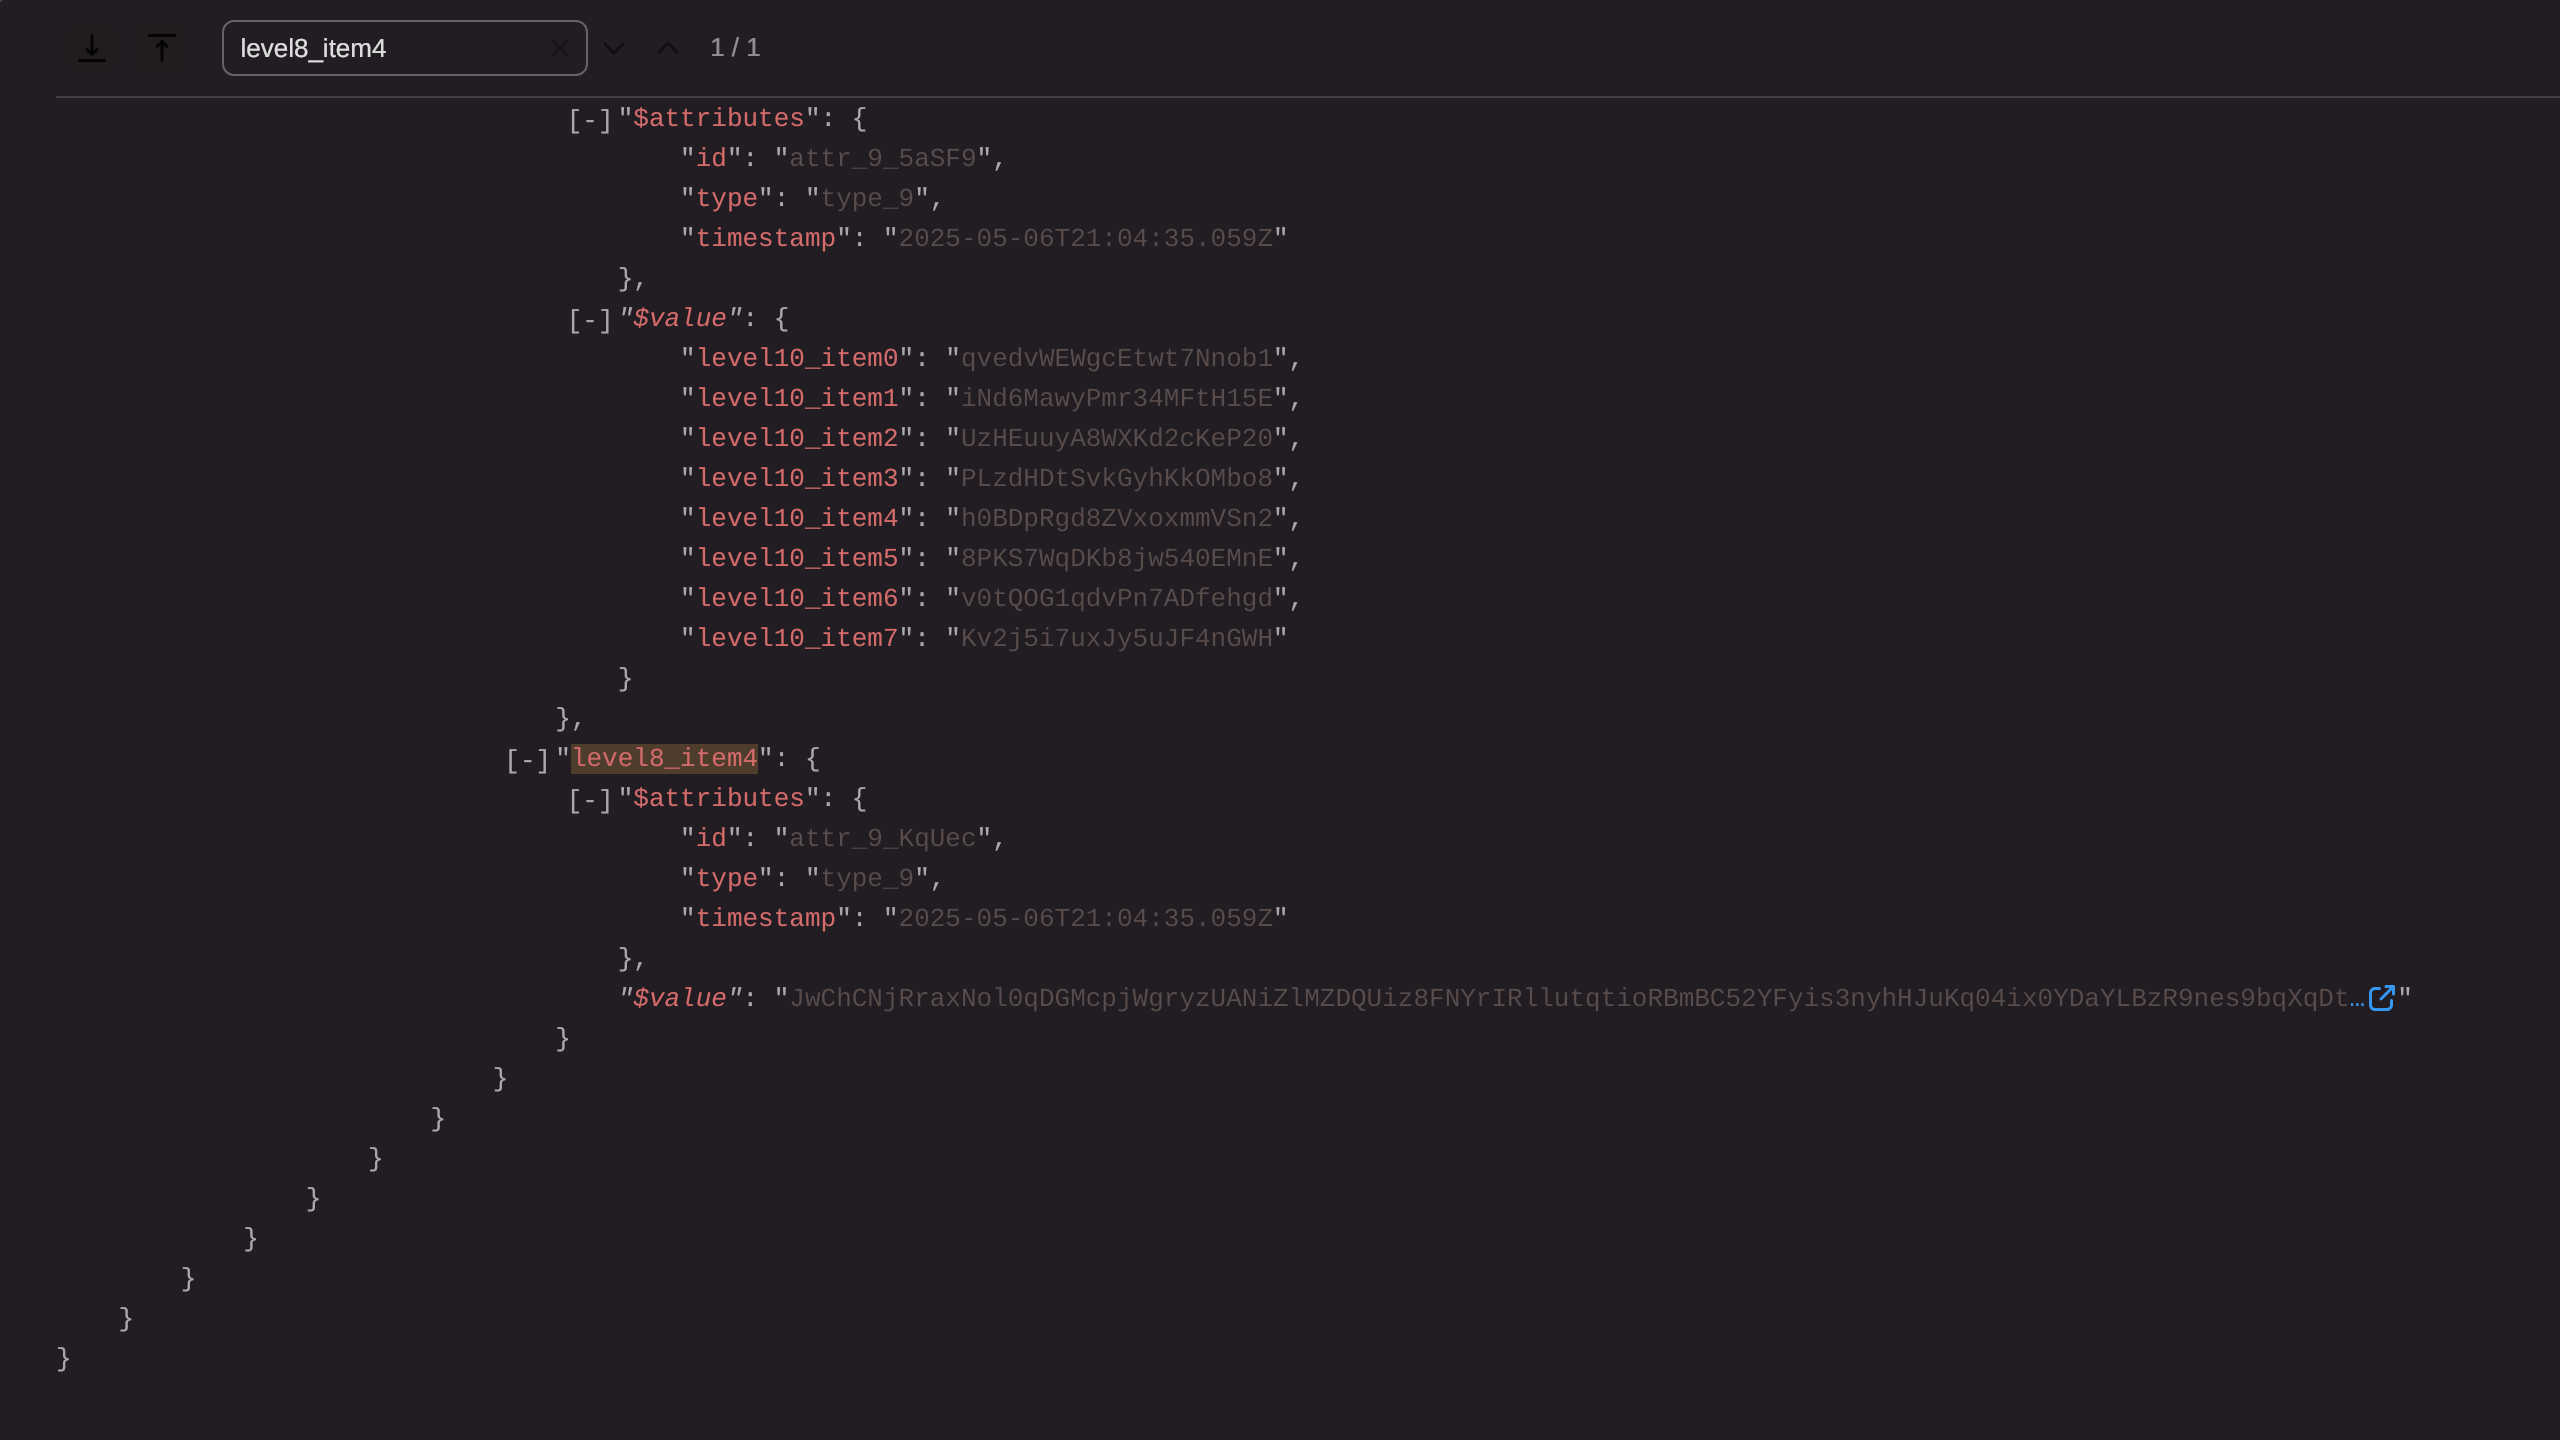 level8_item4 1 / 1
[-] "$attributes": {
"id": "attr_9_5aSF9",
"type": "type_9",
"timestamp": "2025-05-06T21:04:35.059Z"
},
[-] "$value": {
"level10_item0": "qvedvWEWgcEtwt7Nnob1",
"level10_item1": "iNd6MawyPmr34MFtH15E",
"level10_item2": "UzHEuuyA8WXKd2cKeP20",
"level10_item3": "PLzdHDtSvkGyhKkOMbo8",
"level10_item4": "h0BDpRgd8ZVxoxmmVSn2",
"level10_item5": "8PKS7WqDKb8jw540EMnE",
"level10_item6": "v0tQOG1qdvPn7ADfehgd",
"level10_item7": "Kv2j5i7uxJy5uJF4nGWH"
}
},
[-] "level8_item4": {
[-] "$attributes": {
"id": "attr_9_KqUec",
"type": "type_9",
"timestamp": "2025-05-06T21:04:35.059Z"
},
"$value": "JwChCNjRraxNol0qDGMcpjWgryzUANiZlMZDQUiz8FNYrIRllutqtioRBmBC52YFyis3nyhHJuKq04ix0YDaYLBzR9nes9bqXqDt…"
}
}
}
}
}
}
}
}
}